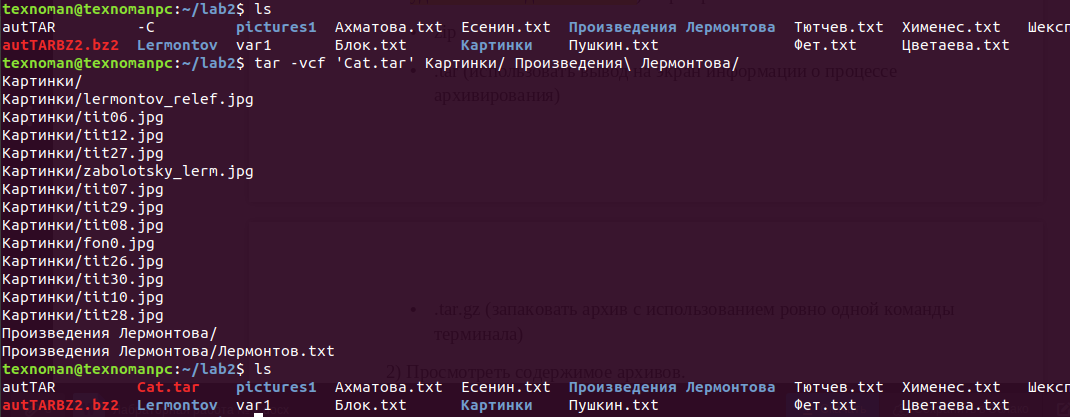 texnoman@texnomanpc:~/lab2$ ls
autTAR -C pictures1 Ахматова.txt Есенин.txt Произведения Лермонтова Тютчев.txt Хименес.txt Шексп
autTARBZ2.bz2 Lermontov var1 Блок.txt Картинки Пушкин.txt Фет.txt Цветаева.txt
texnoman@texnomanpc:~/lab2$ tar -vcf 'Cat.tar' Картинки/ Произведения\ Лермонтова/
.tar (использовать вывод на экран информации о процессе
Картинки/
архивирования)
Картинки/lermontov_relef.jpg
Картинки/tit06.jpg
Картинки/tit12.jpg
Картинки/tit27.jpg
Картинки/zabolotsky_lerm.jpg
Картинки/tit07.jpg
Картинки/tit29.jpg
Картинки/tit08.jpg
Картинки/fon0.jpg
Картинки/tit26.jpg
Картинки/tit30.jpg
Картинки/tit10.jpg
• .tar.gz (запаковать архив с использованием ровно одной команды
Картинки/tit28.jpg
Произведения Лермонтова/
терминала)
Произведения Лермонтова/Лермонтов.txt
texnoman@texnomanpc:~/lab2$ ls
2) Просмотреть содержимое архивов.
autTAR Cat.tar pictures1 Ахматова.txt Есенин.txt Произведения Лермонтова Тютчев.txt Хименес.txt Шексп
autTARBZ2.bz2 Lermontov var1 Блок.txt Картинки Пушкин.txt Фет.txt Цветаева.txt